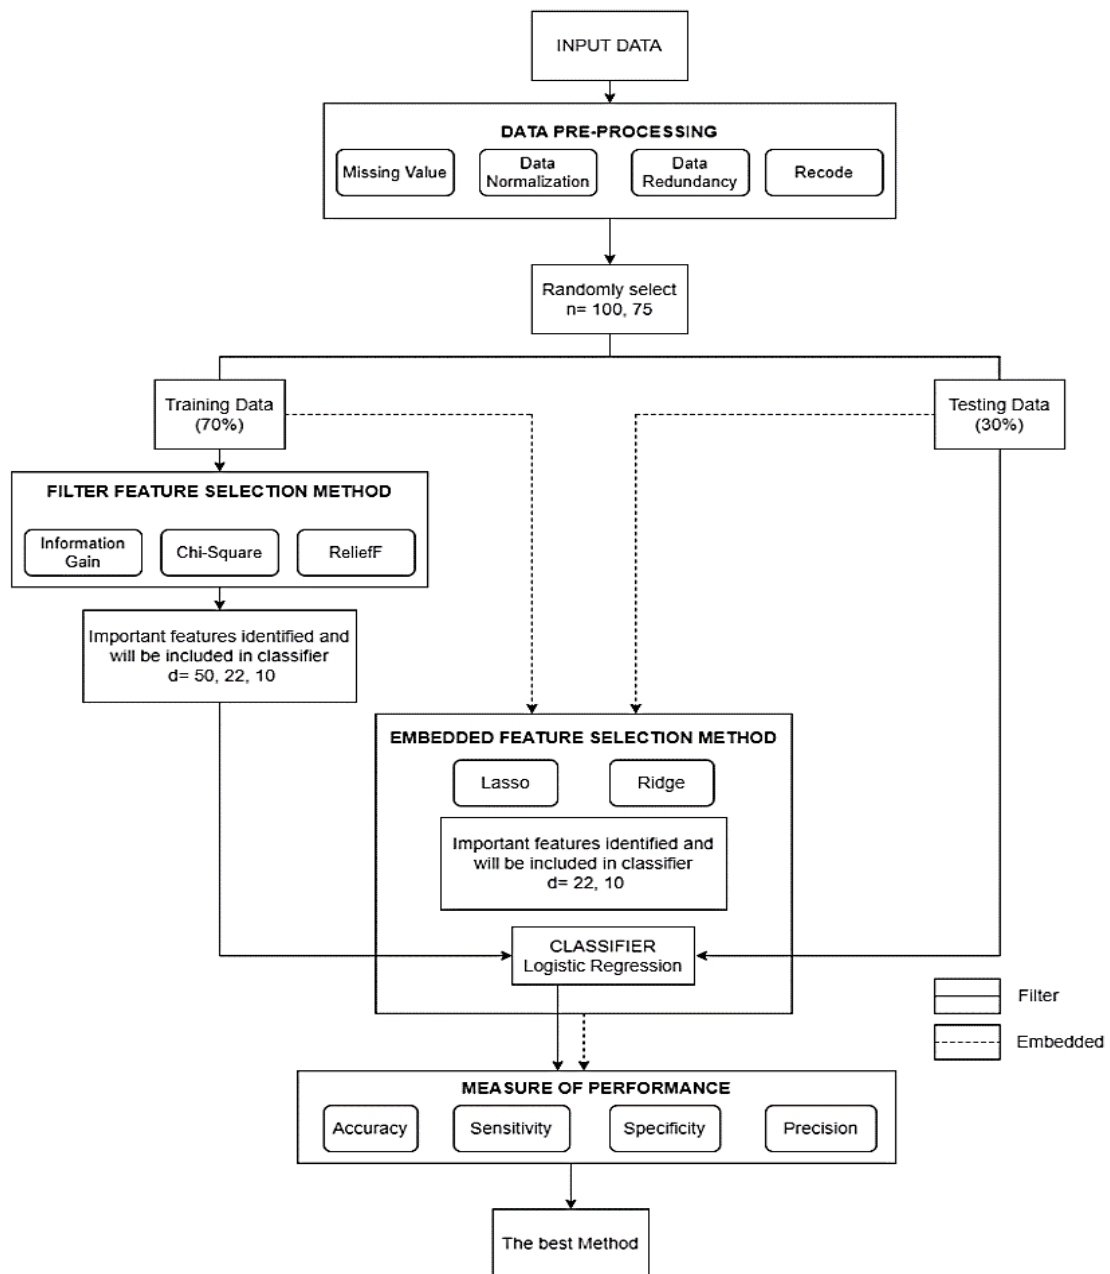 INPUT DATA
DATA PRE-PROCESSING
Missing Value
Data
Normalization
Data
Redundancy
Recode
Randomly select
n= 100, 75
Training Data
(70%)
Testing Data
(30%)
FILTER FEATURE SELECTION METHOD
Information
Gain
Chi-Square
ReliefF
Important features identified and
will be included in classifier
d= 50, 22, 10
EMBEDDED FEATURE SELECTION METHOD
Lasso
Ridge
Important features identified and
will be included in classifier
d= 22, 10
CLASSIFIER
Logistic Regression
Filter
Embedded
MEASURE OF PERFORMANCE
Accuracy
Sensitivity
Specificity
Precision
The best Method